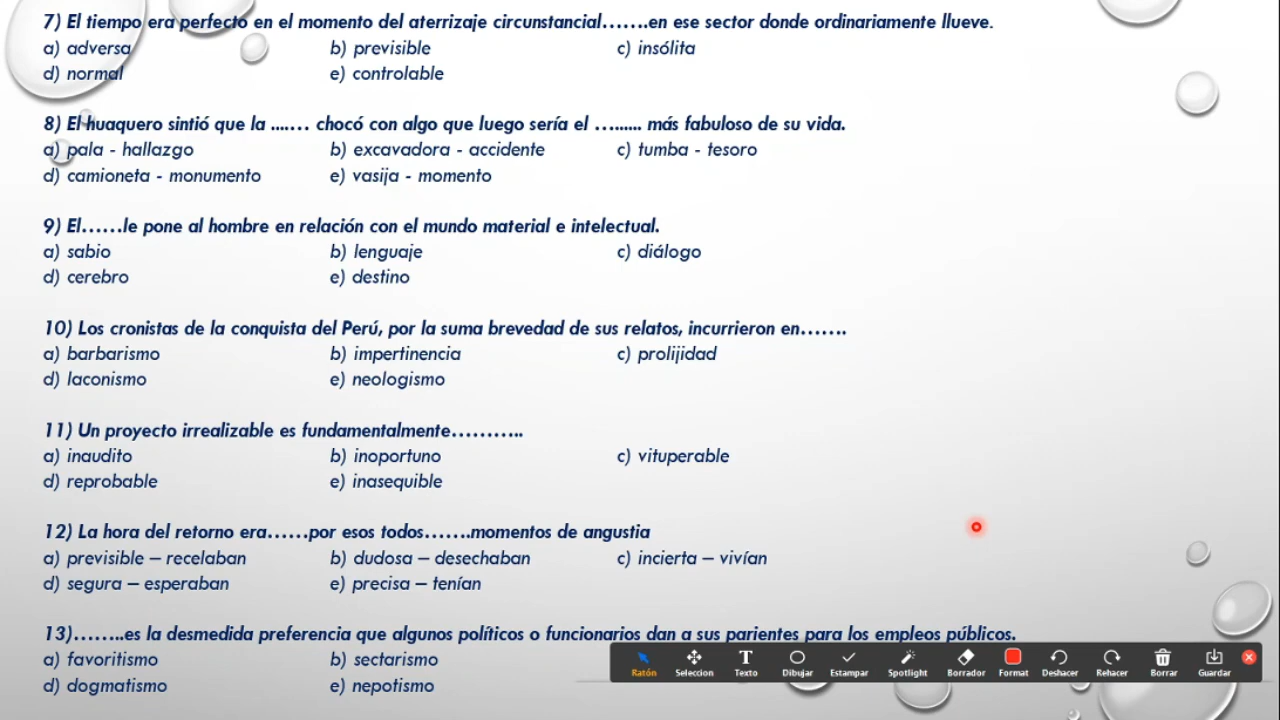 7) El tiempo era perfecto en el momento del aterrizaje circunstancial…….en ese sector donde ordinariamente llueve.
a) adversa b) previsible c) insólita
d) normal e) controlable
8) El huaquero sintió que la ....… chocó con algo que luego sería el …...... más fabuloso de su vida.
a) pala - hallazgo b) excavadora - accidente c) tumba - tesoro
d) camioneta - monumento e) vasija - momento
9) El……le pone al hombre en relación con el mundo material e intelectual.
a) sabio b) lenguaje c) diálogo
d) cerebro e) destino
10) Los cronistas de la conquista del Perú, por la suma brevedad de sus relatos, incurrieron en…….
a) barbarismo b) impertinencia c) prolijidad
d) laconismo e) neologismo
11) Un proyecto irrealizable es fundamentalmente………..
a) inaudito b) inoportuno c) vituperable
d) reprobable e) inasequible
12) La hora del retorno era……por esos todos…….momentos de angustia
a) previsible – recelaban b) dudosa – desechaban c) incierta – vivían
d) segura – esperaban e) precisa – tenían
13)……..es la desmedida preferencia que algunos políticos o funcionarios dan a sus parientes para los empleos públicos.
a) favoritismo b) sectarismo
d) dogmatismo e) nepotismo
Ratón Seleccion Texto Dibujar Estampar Spotlight Borrador Format Deshacer Rehacer Borrar Guardar